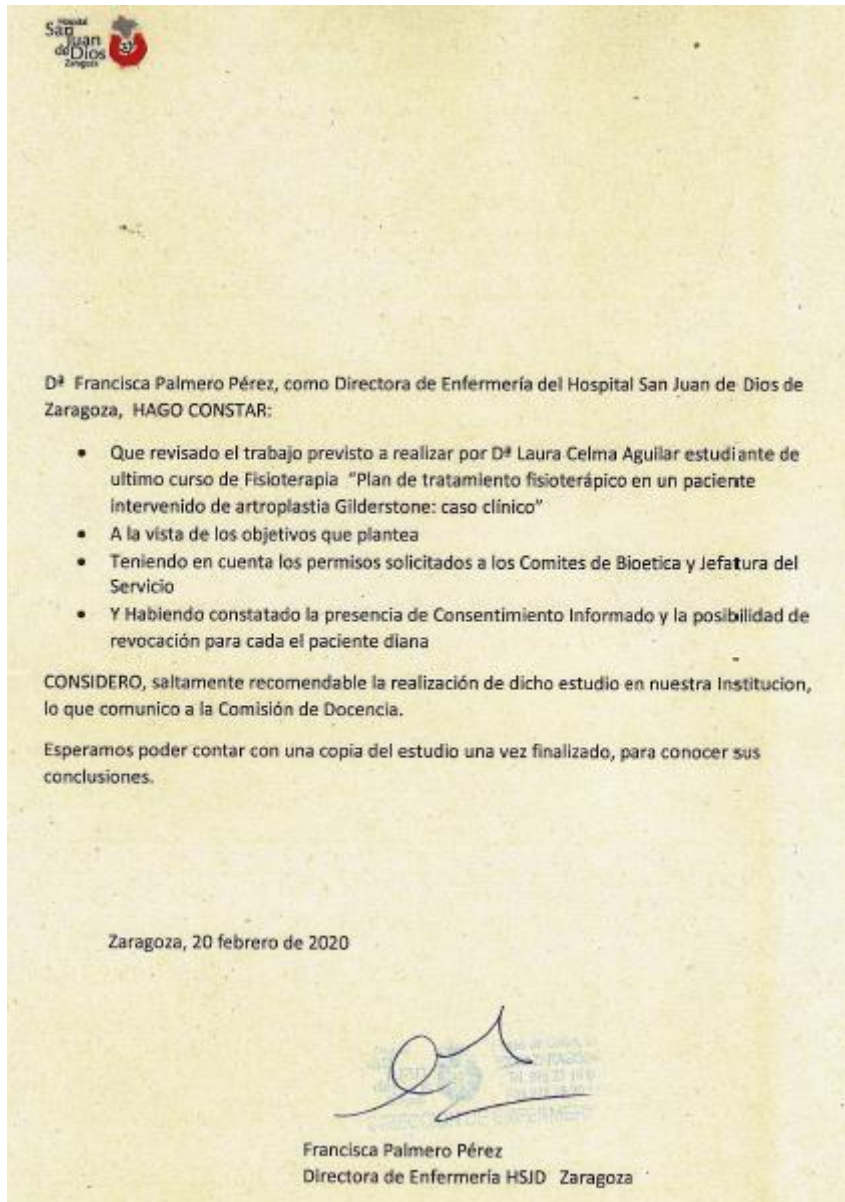 Hospital
San Juan
de Dios
Zaragoza
Dª Francisca Palmero Pérez, como Directora de Enfermería del Hospital San Juan de Dios de
Zaragoza, HAGO CONSTAR:
• Que revisado el trabajo previsto a realizar por Dª Laura Celma Aguilar estudiante de
ultimo curso de Fisioterapia "Plan de tratamiento fisioterápico en un paciente
intervenido de artroplastia Gilderstone: caso clínico"
• A la vista de los objetivos que plantea
• Teniendo en cuenta los permisos solicitados a los Comites de Bioetica y Jefatura del
Servicio
• Y Habiendo constatado la presencia de Consentimiento Informado y la posibilidad de
revocación para cada el paciente diana
CONSIDERO, saltamente recomendable la realización de dicho estudio en nuestra Institucion,
lo que comunico a la Comisión de Docencia.
Esperamos poder contar con una copia del estudio una vez finalizado, para conocer sus
conclusiones.
Zaragoza, 20 febrero de 2020
Francisca Palmero Pérez
Directora de Enfermería HSJD Zaragoza